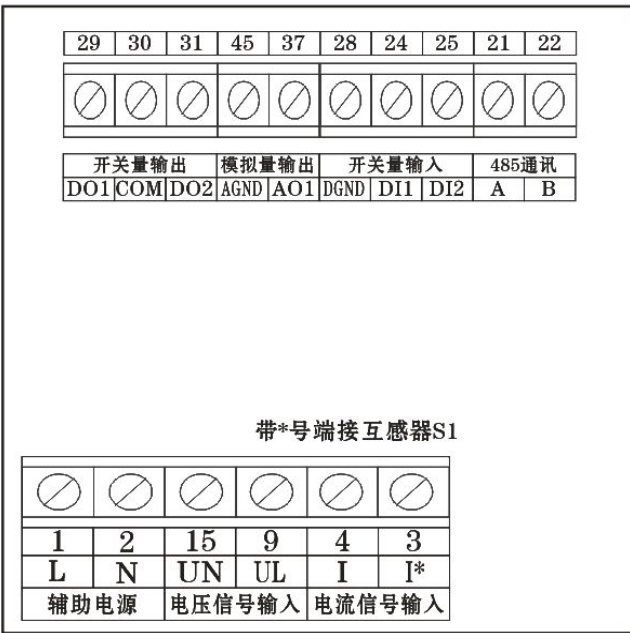 29 30 31 45 37 28 24 25 21 22
开关量输出 模拟量输出 开关量输入 485通讯
DO1 COM DO2 AGND AO1 DGND DI1 DI2 A B
带*号端接互感器S1
1 2 15 9 4 3
L N UN UL I I*
辅助电源 电压信号输入 电流信号输入